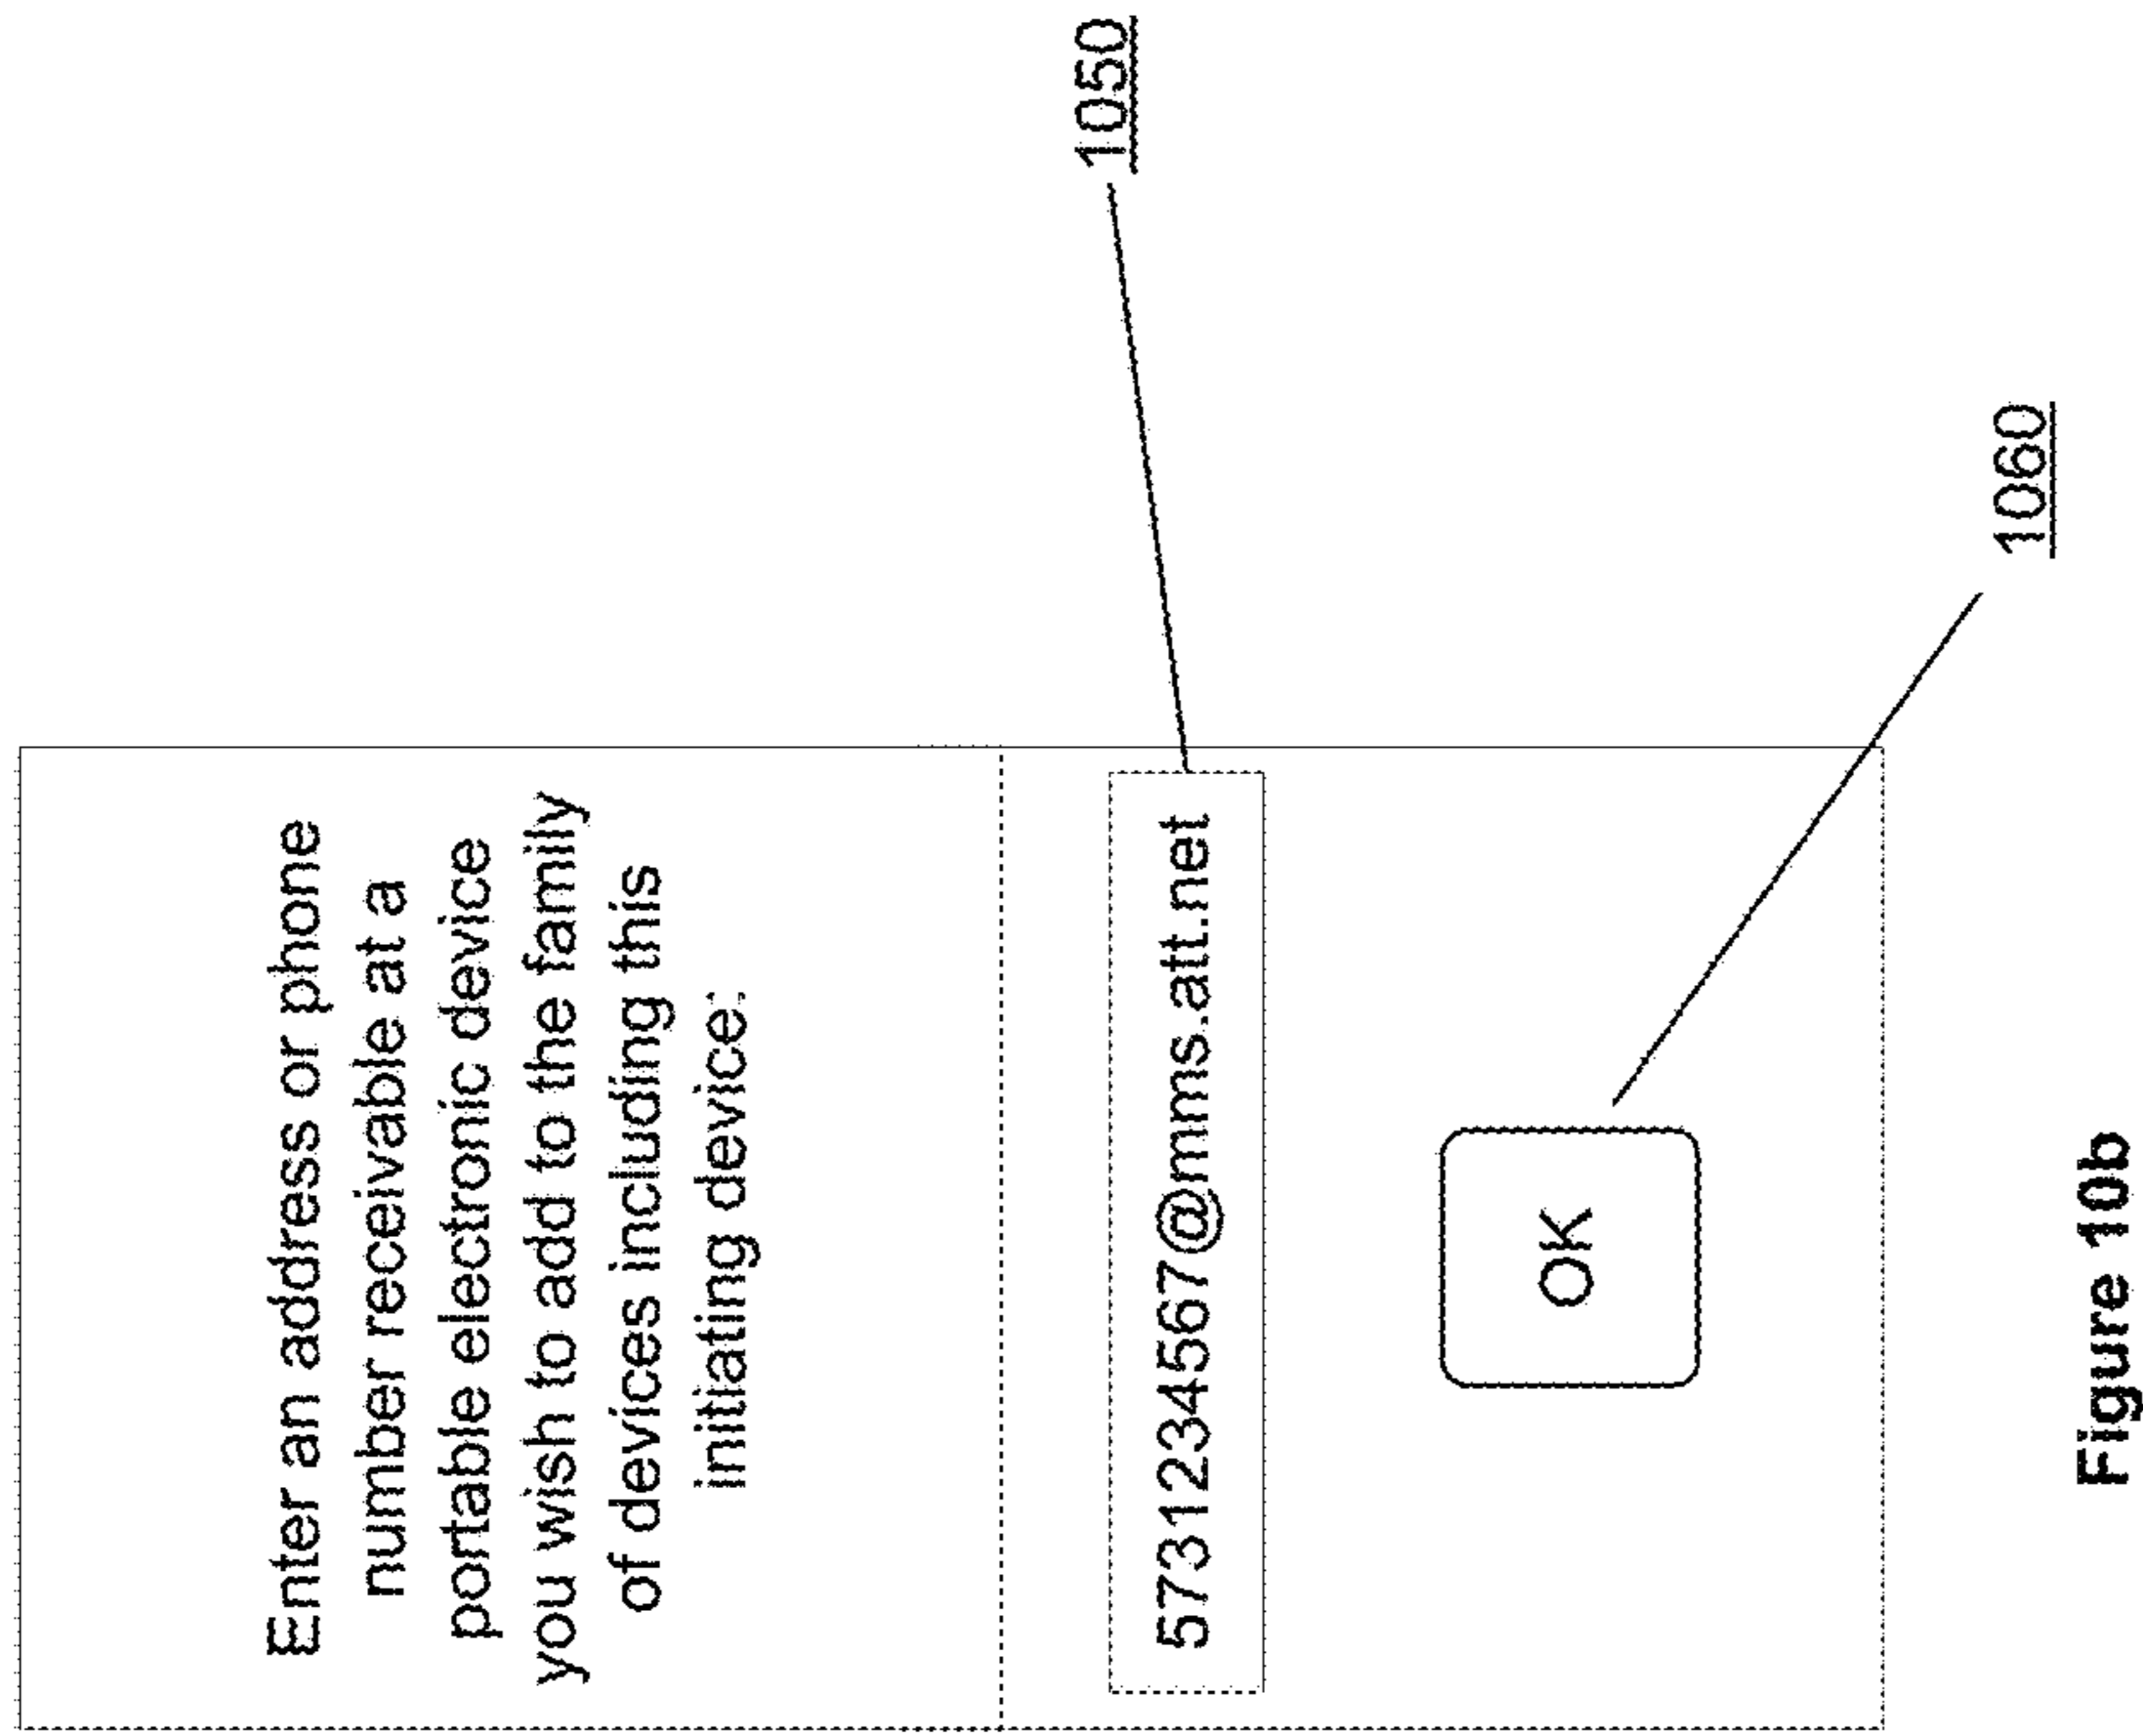 Enter an address or phone
number receivable at a
portable electronic device
you wish to add to the family
of devices including this
initiating device:
5731234567@mms.att.net
1050
OK
1060
Figure 10b